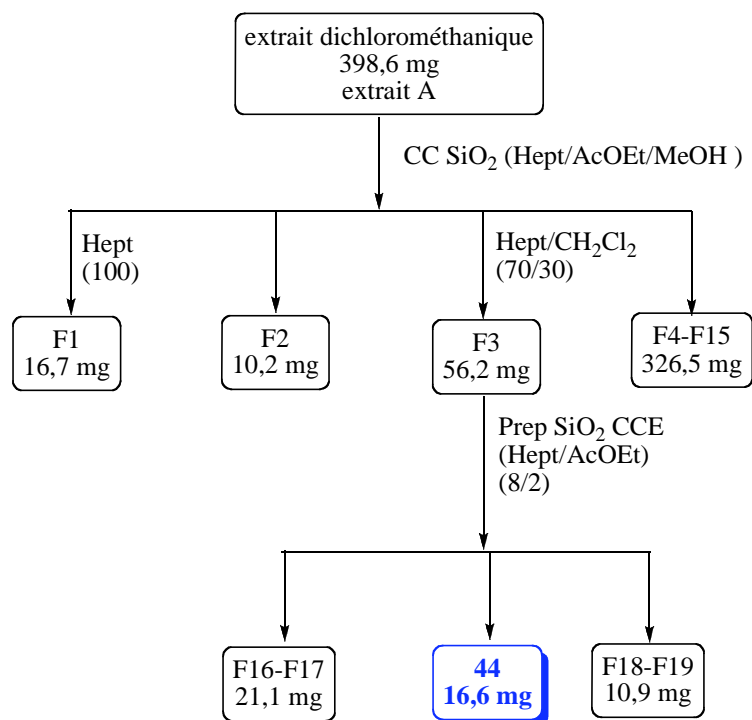 extrait dichlorométhanique
398,6 mg
extrait A
CC SiO2 (Hept/AcOEt/MeOH )
Hept
(100)
Hept/CH2Cl2
(70/30)
F1
16,7 mg
F2
10,2 mg
F3
56,2 mg
F4-F15
326,5 mg
Prep SiO2 CCE
(Hept/AcOEt)
(8/2)
F16-F17
21,1 mg
44
16,6 mg
F18-F19
10,9 mg